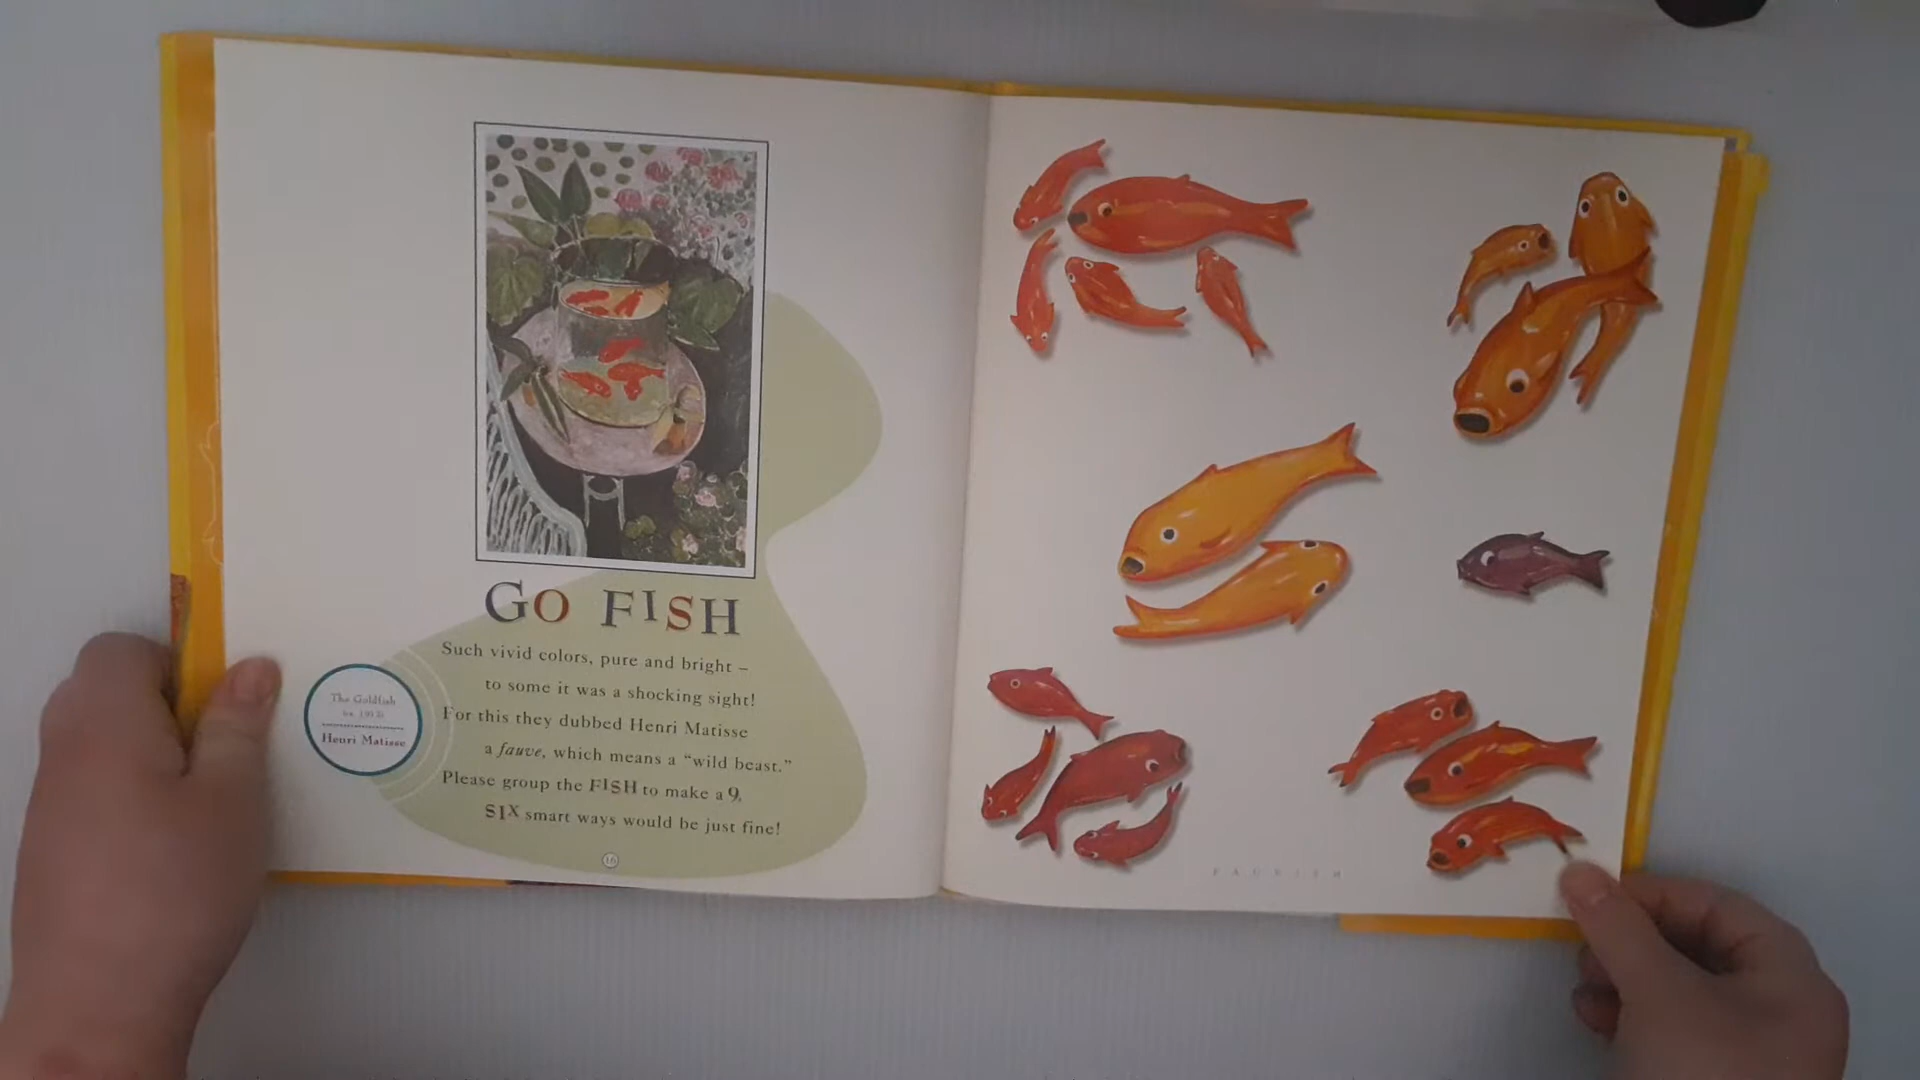 GO FISH
Such vivid colors, pure and bright –
to some it was a shocking sight!
For this they dubbed Henri Matisse
a fauve, which means a “wild beast.”
Please group the FISH to make a 9,
SIX smart ways would be just fine!
The Goldfish
Henri Matisse
16